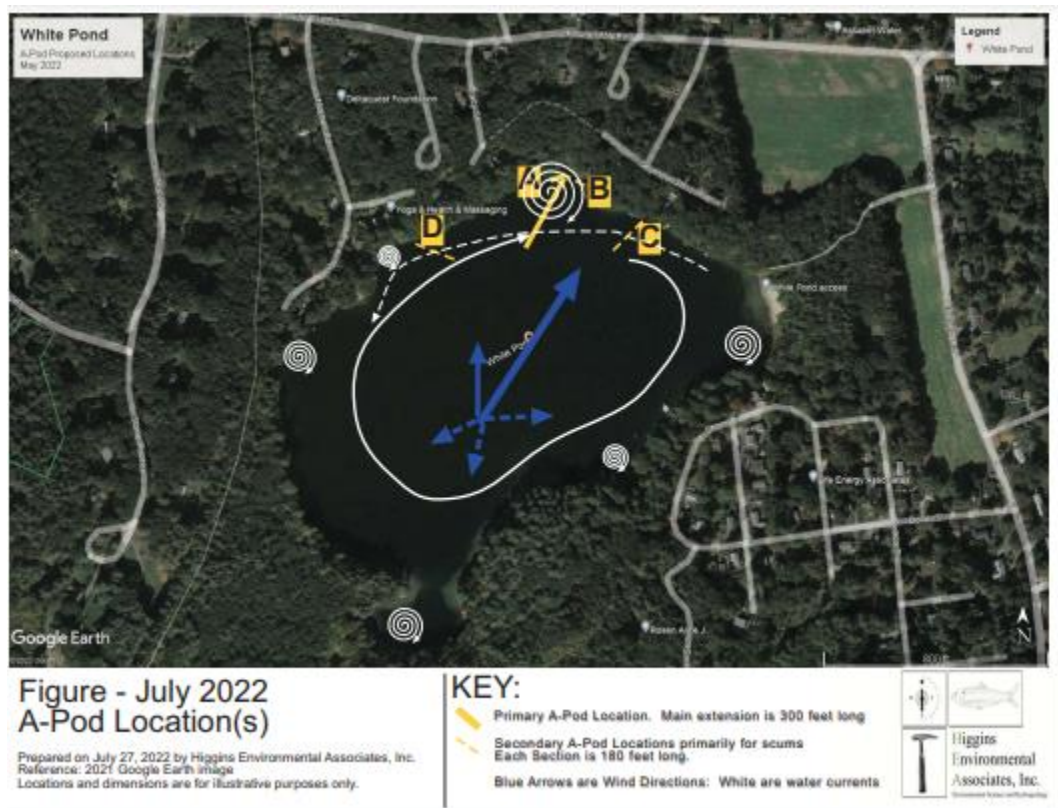 White Pond
A-Pod Proposed Locations
May 2022
Legend
White Pond
Yoga & Health & Massaging
A
B
C
D
White Pond access
White Pond
Google Earth
N
Figure - July 2022
A-Pod Location(s)
Prepared on July 27, 2022 by Higgins Environmental Associates, Inc.
Reference: 2021 Google Earth image
Locations and dimensions are for illustrative purposes only.
KEY:
Primary A-Pod Location. Main extension is 300 feet long
Secondary A-Pod Locations primarily for scums
Each Section is 180 feet long.
Blue Arrows are Wind Directions: White are water currents
Higgins
Environmental
Associates, Inc.